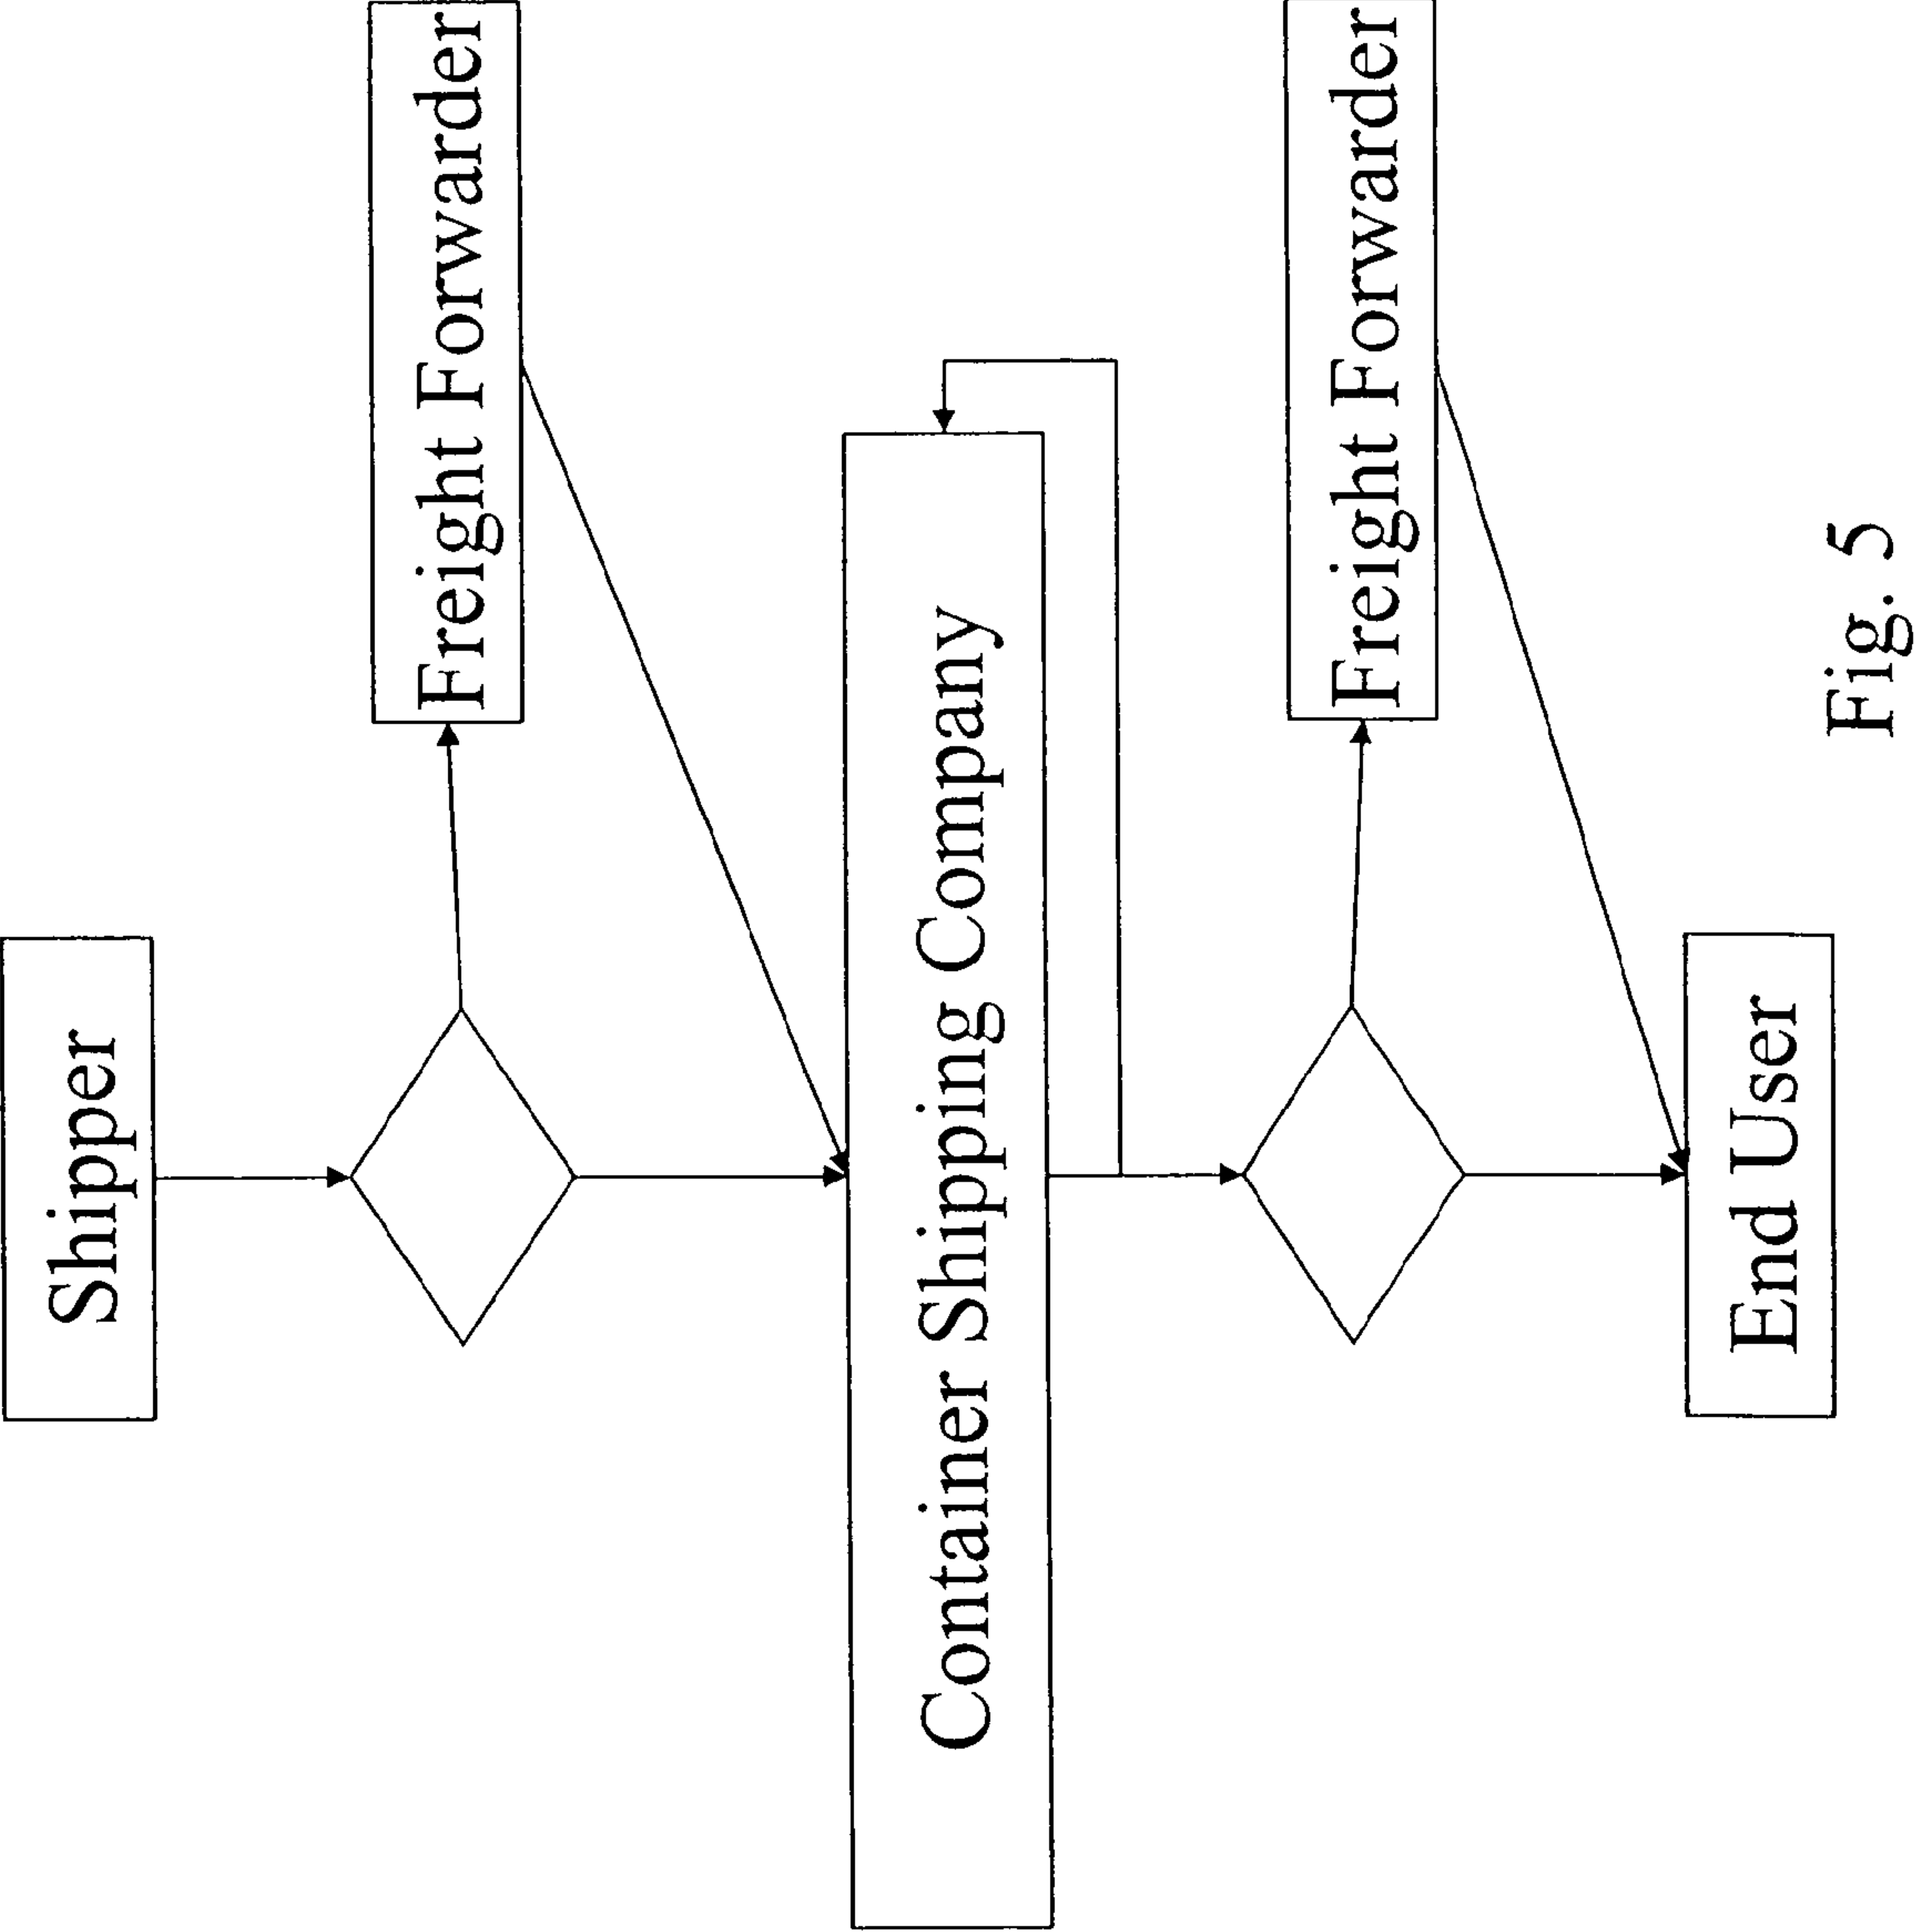 Shipper
Freight Forwarder
Container Shipping Company
Freight Forwarder
End User
Fig. 5